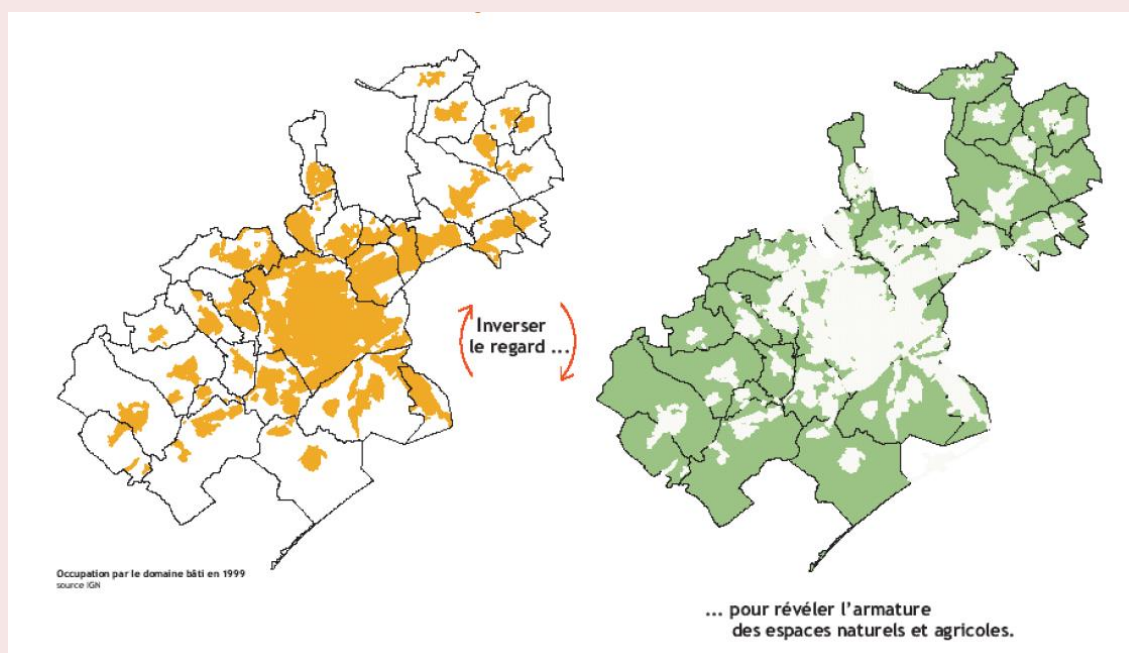 Inverser
le regard ...
Occupation par le domaine bâti en 1999
source IGN
... pour révéler l'armature
des espaces naturels et agricoles.